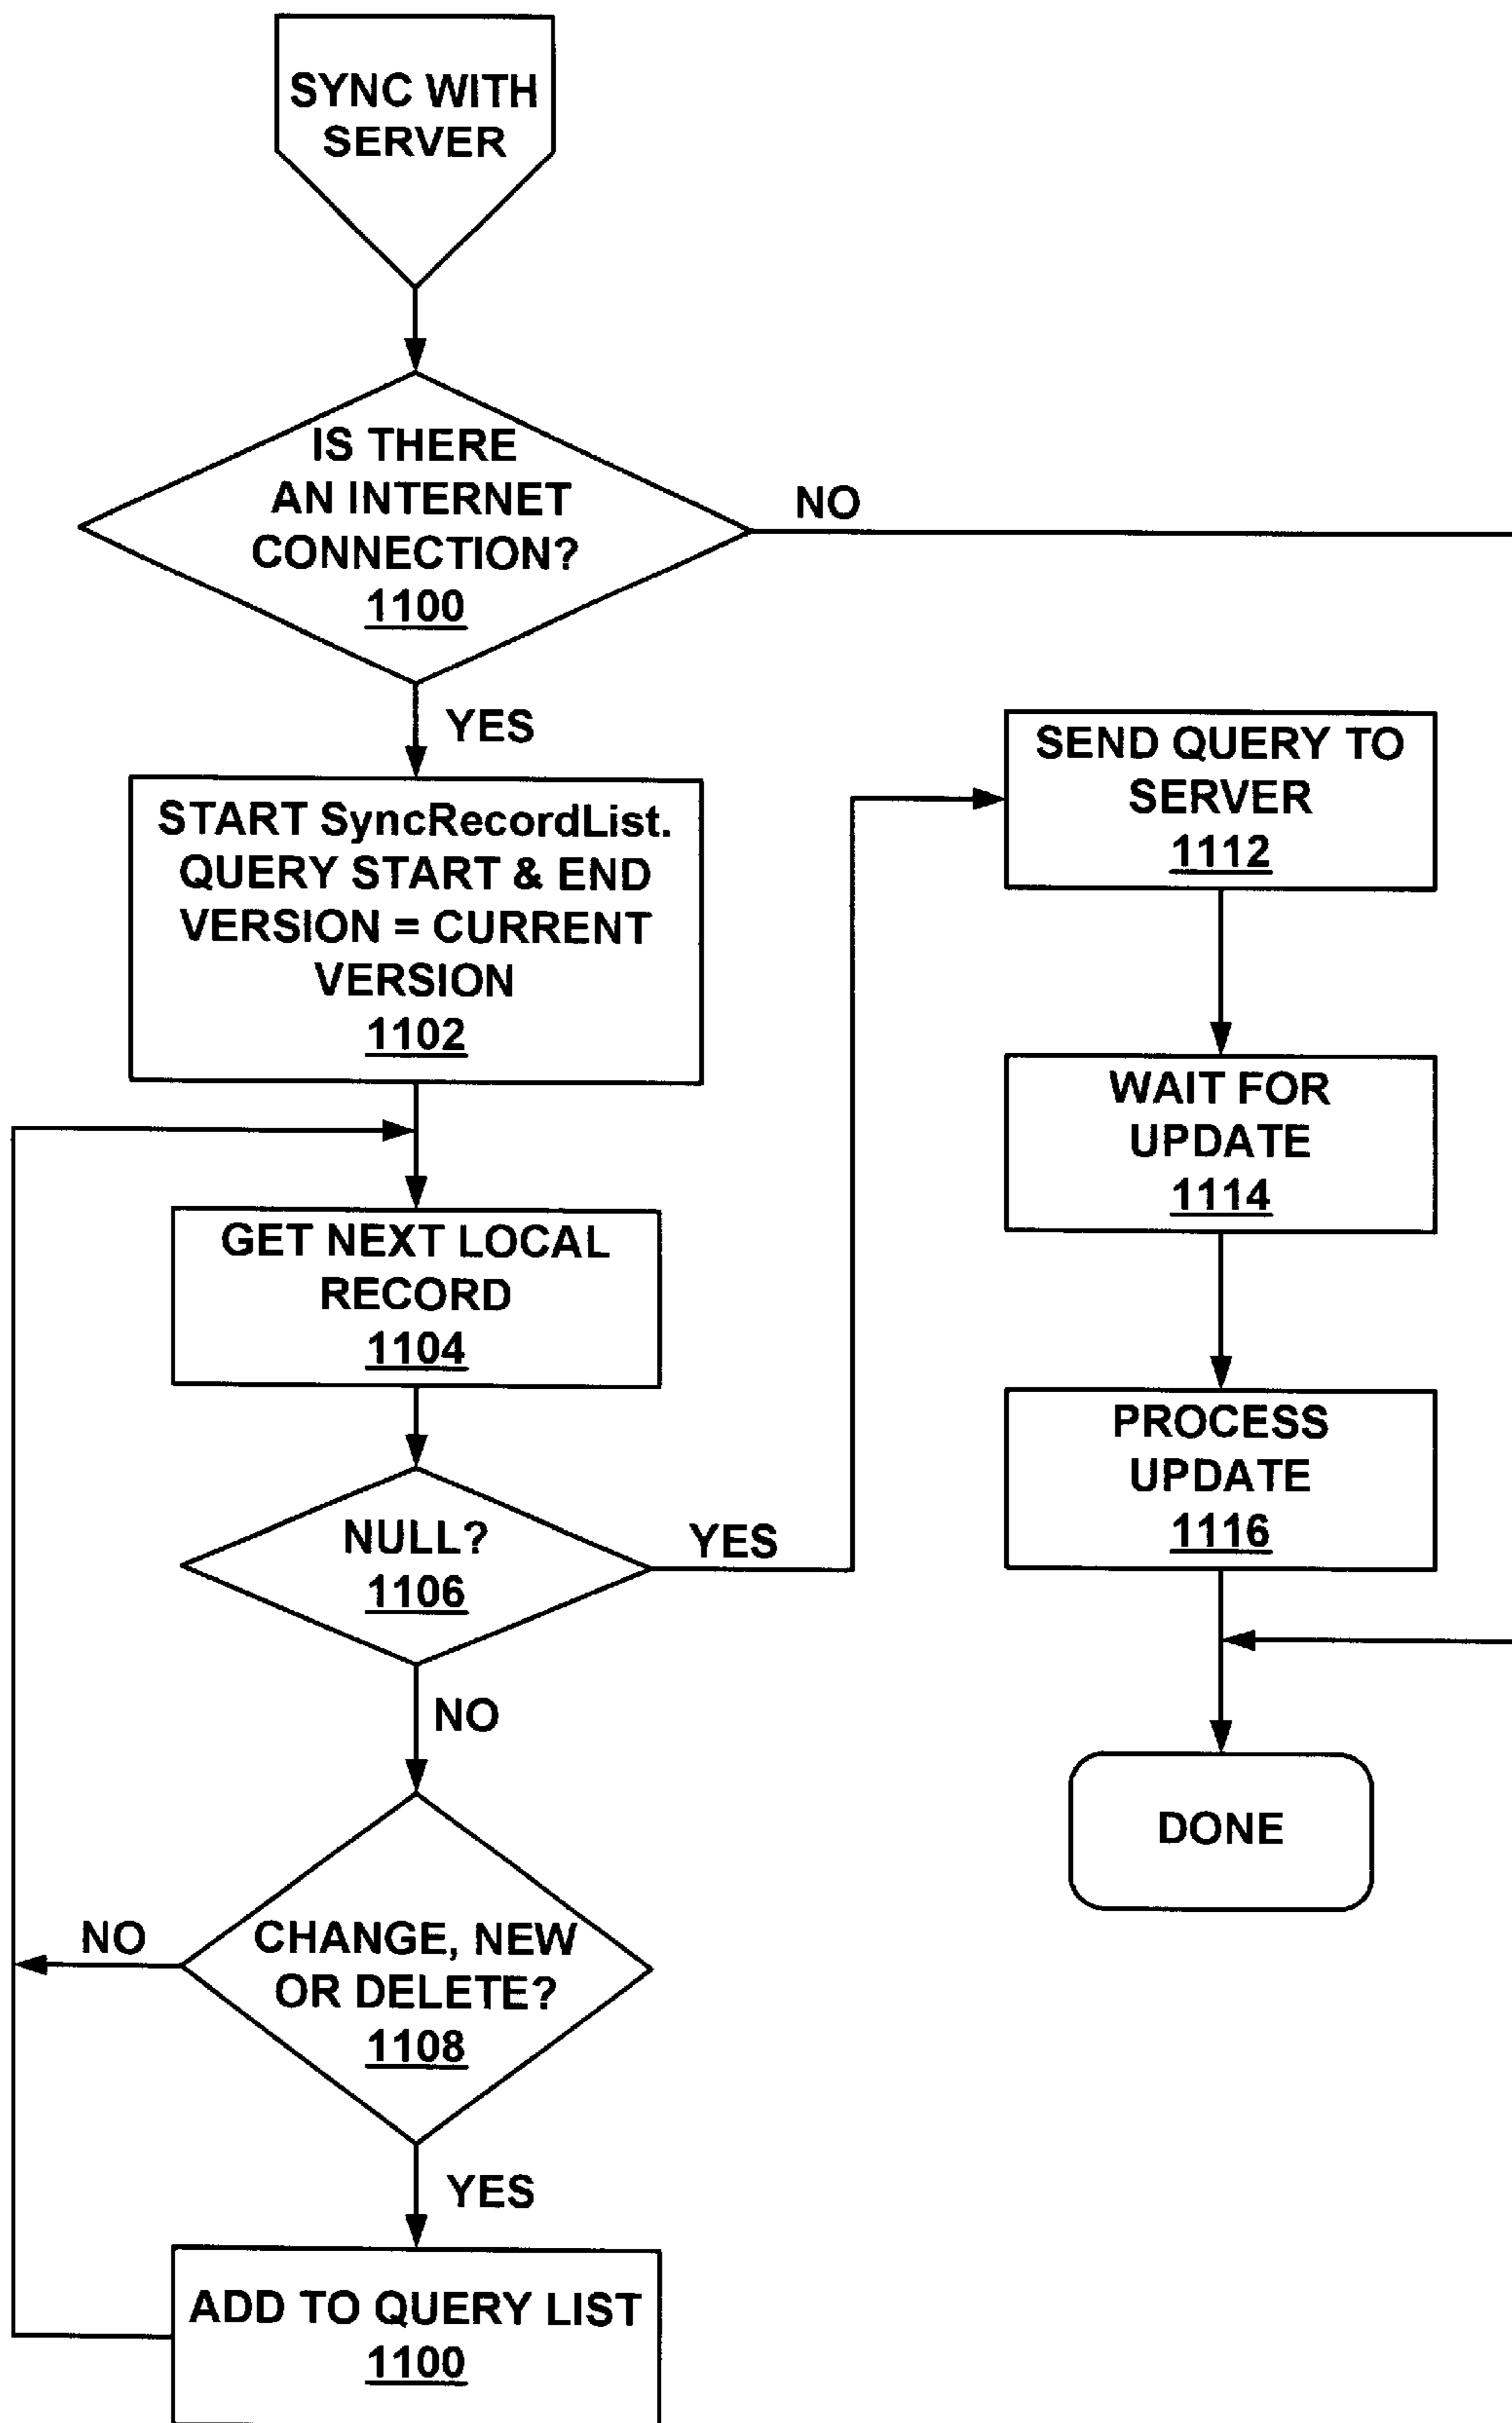 SYNC WITH
SERVER
IS THERE
AN INTERNET
CONNECTION?
1100
NO
YES
START SyncRecordList.
QUERY START & END
VERSION = CURRENT
VERSION
1102
GET NEXT LOCAL
RECORD
1104
NULL?
1106
YES
NO
CHANGE, NEW
OR DELETE?
1108
NO
YES
ADD TO QUERY LIST
1100
SEND QUERY TO
SERVER
1112
WAIT FOR
UPDATE
1114
PROCESS
UPDATE
1116
DONE